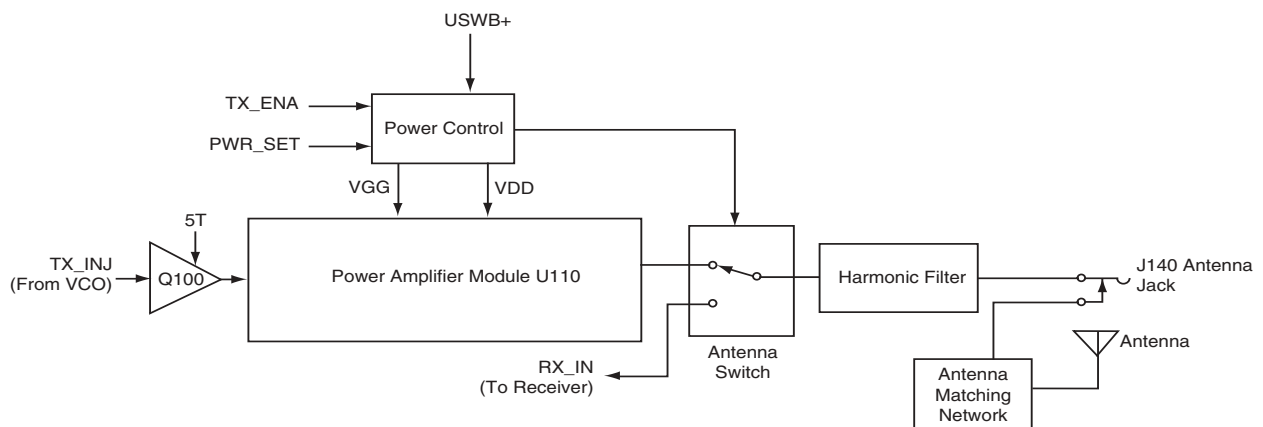 USWB+
TX_ENA
Power Control
PWR_SET
VGG
VDD
5T
TX_INJ
(From VCO)
Q100
Power Amplifier Module U110
Harmonic Filter
J140 Antenna
Jack
RX_IN
(To Receiver)
Antenna
Switch
Antenna
Antenna
Matching
Network